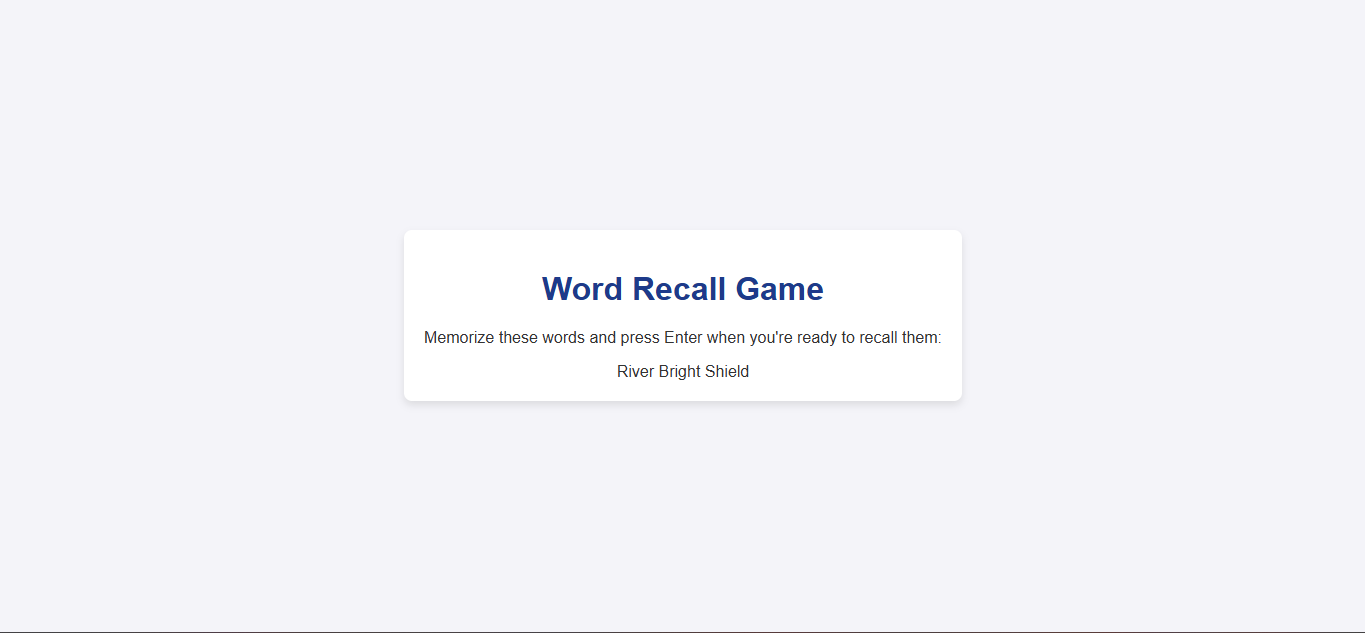 Word Recall Game
Memorize these words and press Enter when you're ready to recall them:
River Bright Shield